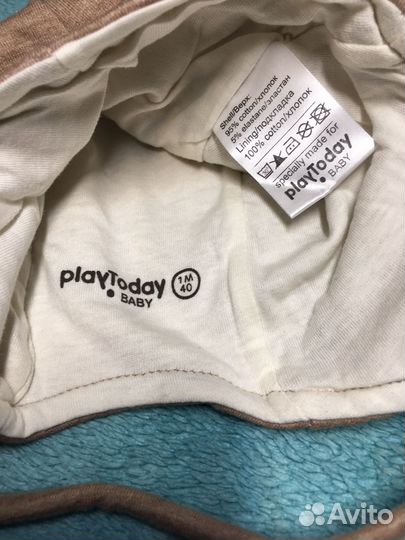 Shell/Верх:
95% cotton/хлопок
5% elastane/эластан
Lining/подкладка
100% cotton/хлопок
specially made for
playToday
BABY
playToday
BABY
1M
40
Avito